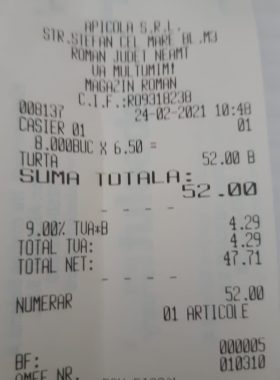 APICOLA S.R.L.
STR.STEFAN CEL MARE BL.M3
ROMAN JUDET NEAMT
VA MULTUMIM!
MAGAZIN ROMAN
C.I.F.:RO9318238
008137 24-02-2021 10:48
CASIER 01 01
8.000BUC X 6.50 =
TURTA 52.00 B
SUMA TOTALA:
52.00
- - - -
9.00% TVA*B 4.29
TOTAL TVA: 4.29
TOTAL NET: 47.71
- - - -
NUMERAR 52.00
01 ARTICOLE
- - - -
BF: 000005
010310